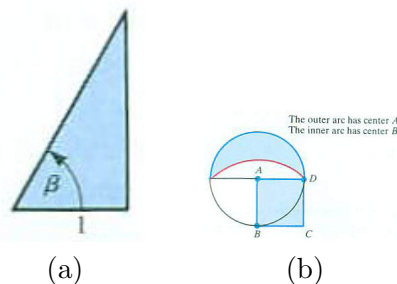 The outer arc has center A
The inner arc has center B
A
D
β
1
B
C
(a)
(b)